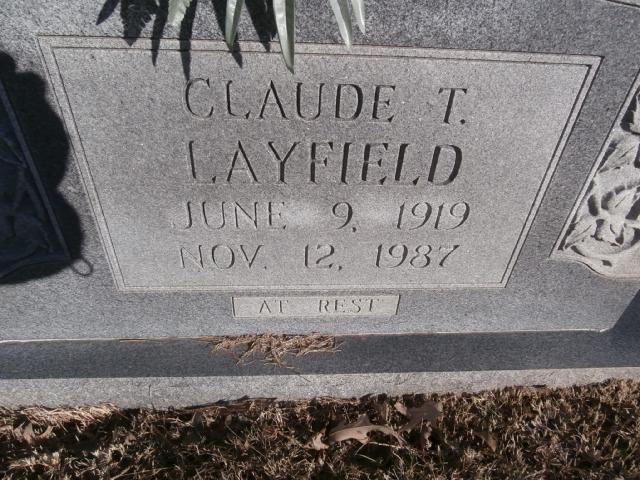 CLAUDE T.
LAYFIELD
JUNE 9, 1919
NOV. 12, 1987
AT REST